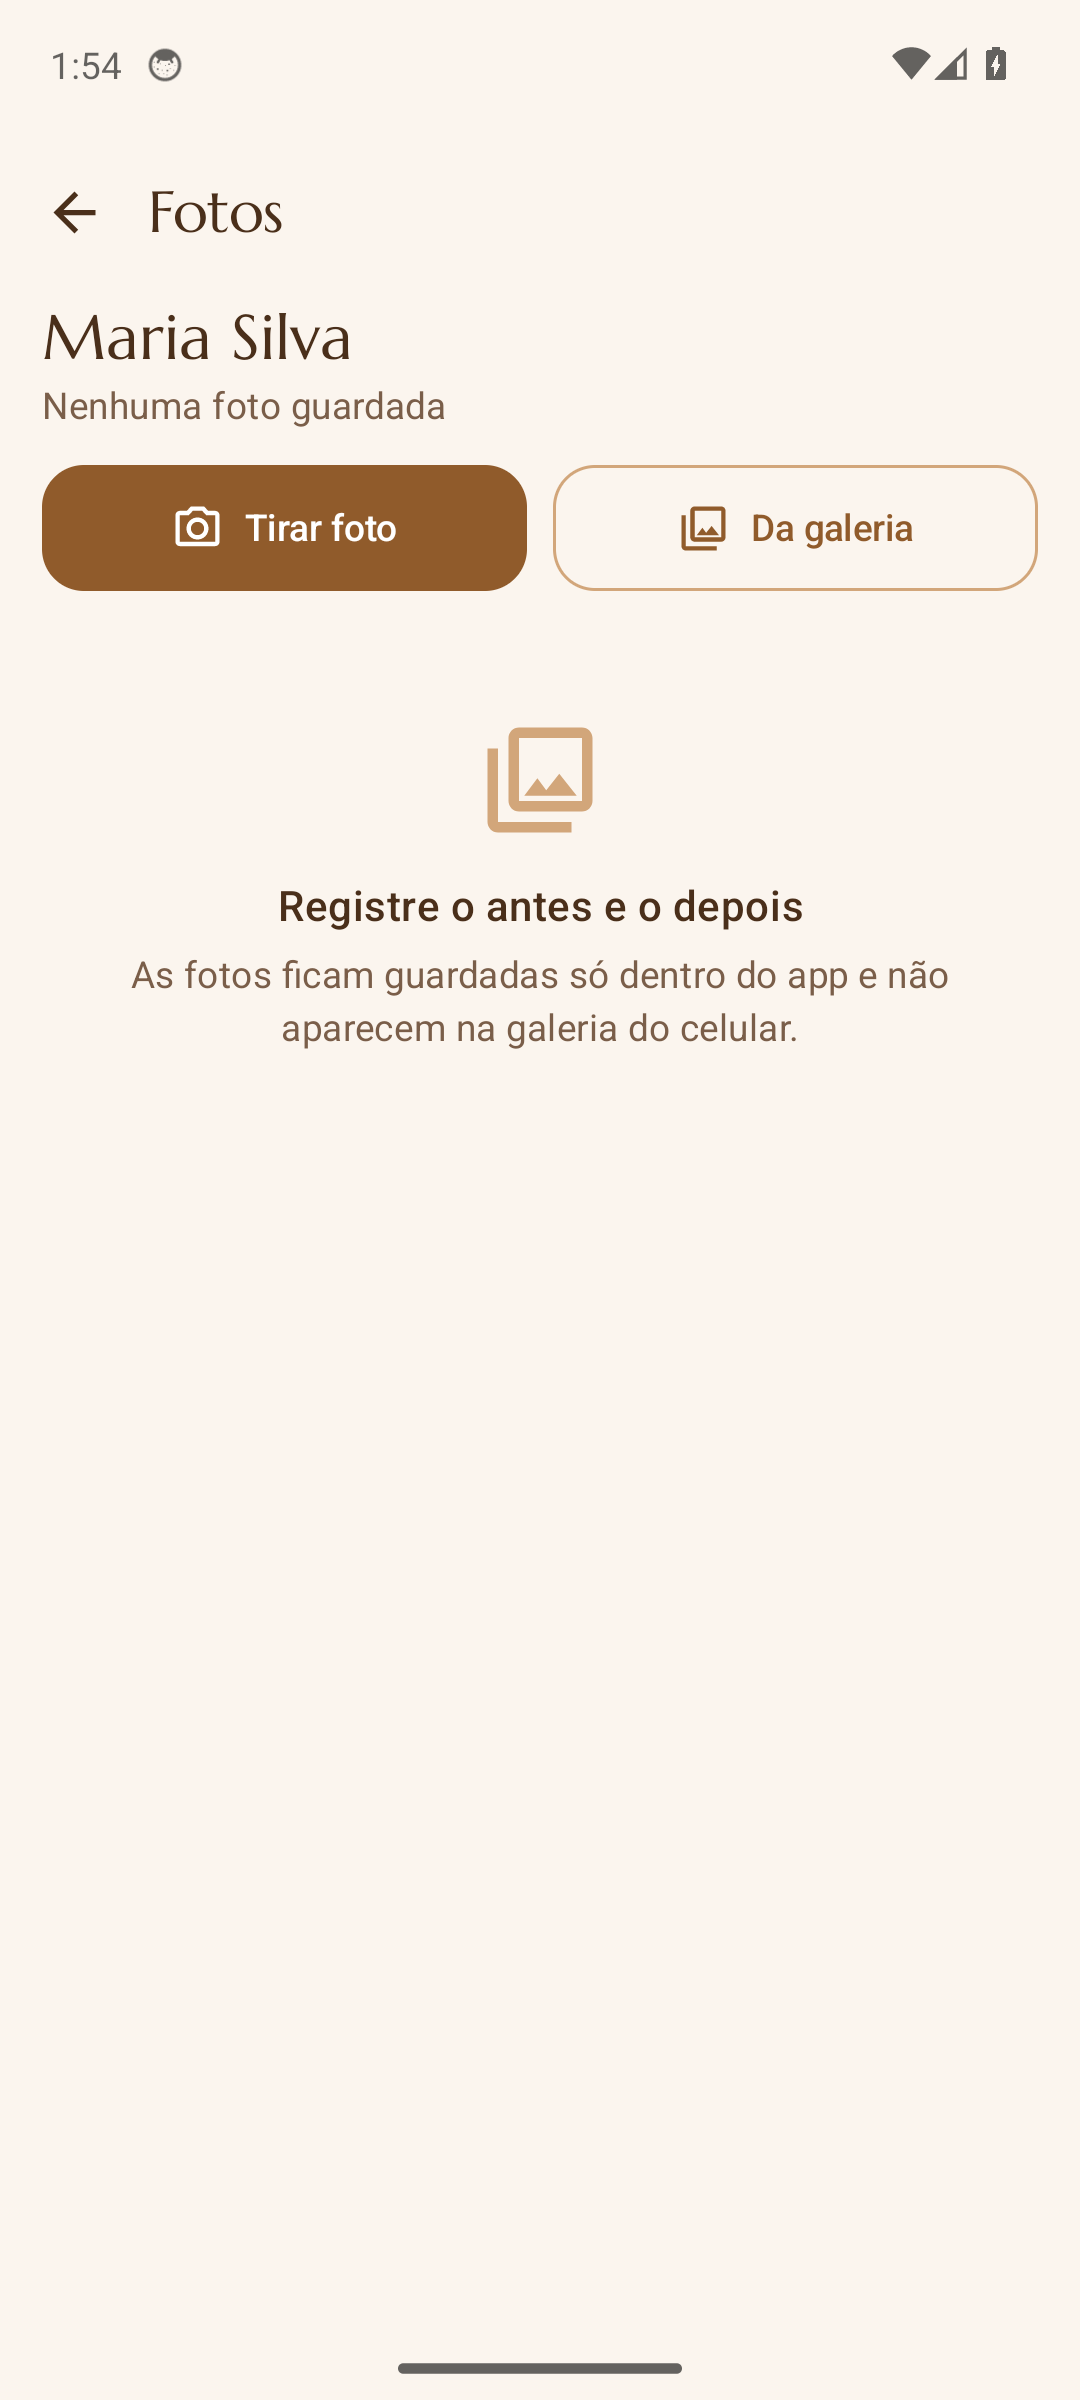 1:54
Fotos
Maria Silva
Nenhuma foto guardada
Tirar foto
Da galeria
Registre o antes e o depois
As fotos ficam guardadas só dentro do app e não
aparecem na galeria do celular.